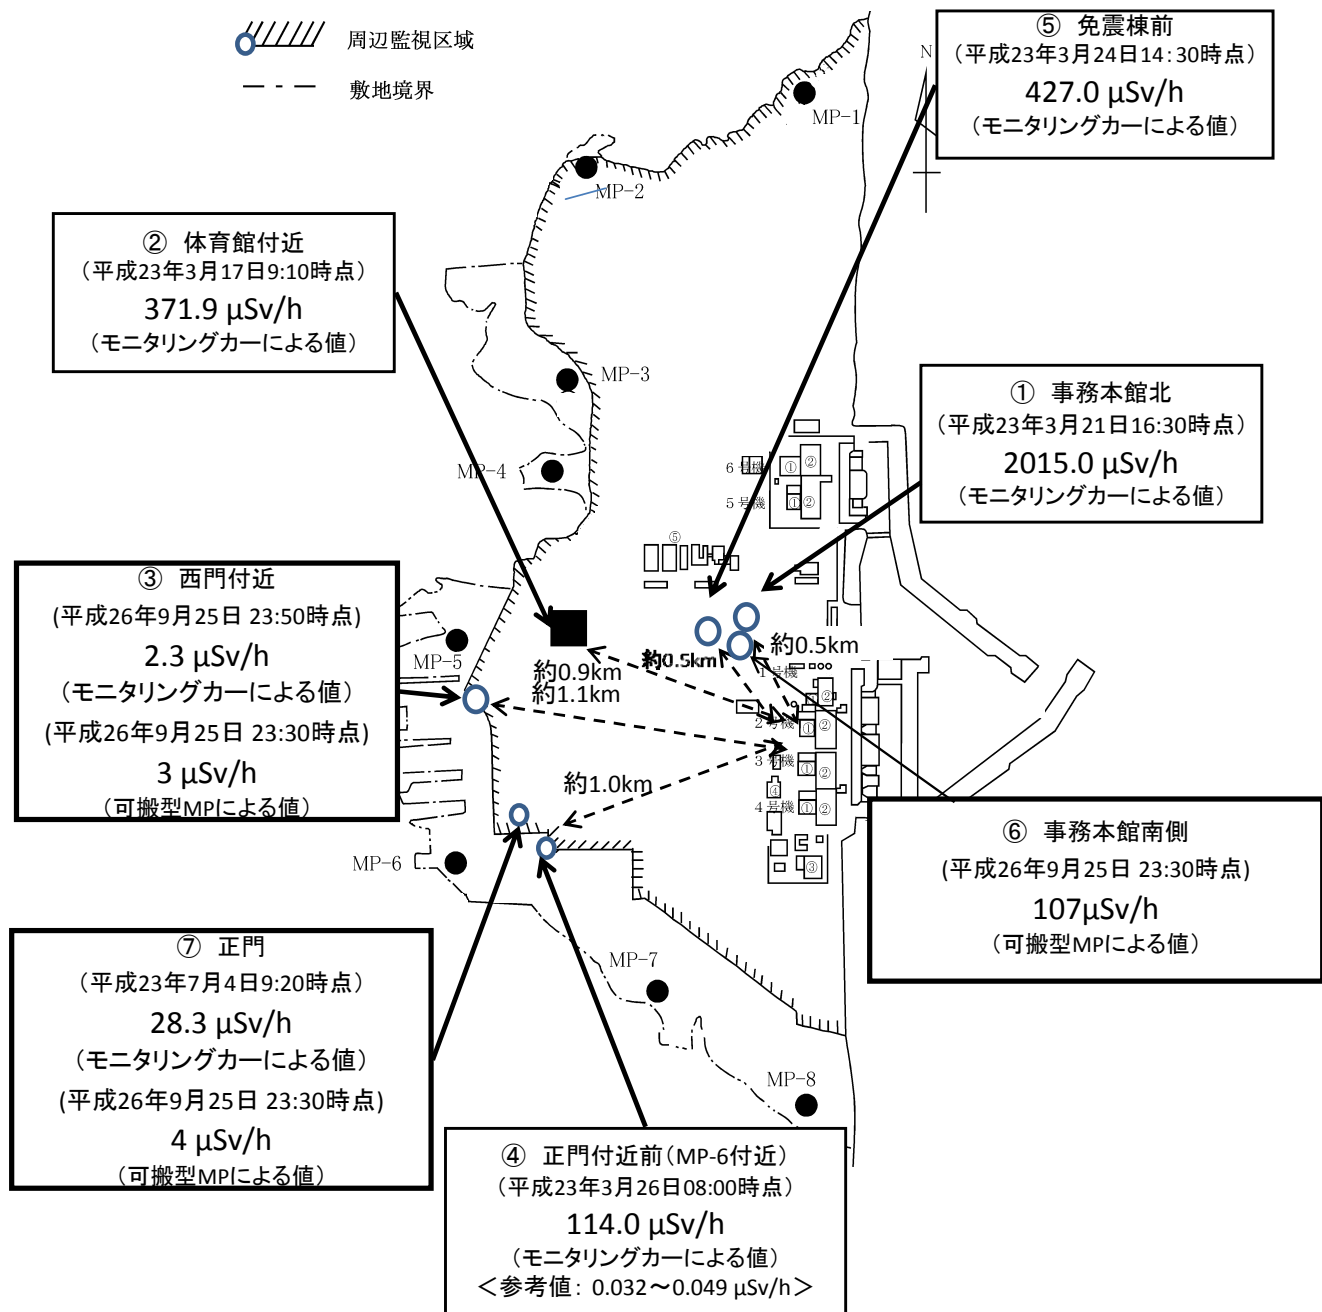 周辺監視区域
敷地境界
⑤ 免震棟前
(平成23年3月24日14:30時点)
427.0 μSv/h
(モニタリングカーによる値)
N
MP-1
MP-2
② 体育館付近
(平成23年3月17日9:10時点)
371.9 μSv/h
(モニタリングカーによる値)
MP-3
① 事務本館北
(平成23年3月21日16:30時点)
2015.0 μSv/h
(モニタリングカーによる値)
MP-4
6号機
① ②
5号機
① ②
⑤
③ 西門付近
(平成26年9月25日 23:50時点)
2.3 μSv/h
(モニタリングカーによる値)
(平成26年9月25日 23:30時点)
3 μSv/h
(可搬型MPによる値)
MP-5
約0.9km
約1.1km
約0.5km
約0.5km
1号機
②
2号機
① ②
3号機
① ②
約1.0km
④
4号機
① ②
③
MP-6
⑥ 事務本館南側
(平成26年9月25日 23:30時点)
107μSv/h
(可搬型MPによる値)
⑦ 正門
(平成23年7月4日9:20時点)
28.3 μSv/h
(モニタリングカーによる値)
(平成26年9月25日 23:30時点)
4 μSv/h
(可搬型MPによる値)
MP-7
MP-8
④ 正門付近前(MP-6付近)
(平成23年3月26日08:00時点)
114.0 μSv/h
(モニタリングカーによる値)
<参考値: 0.032~0.049 μSv/h>